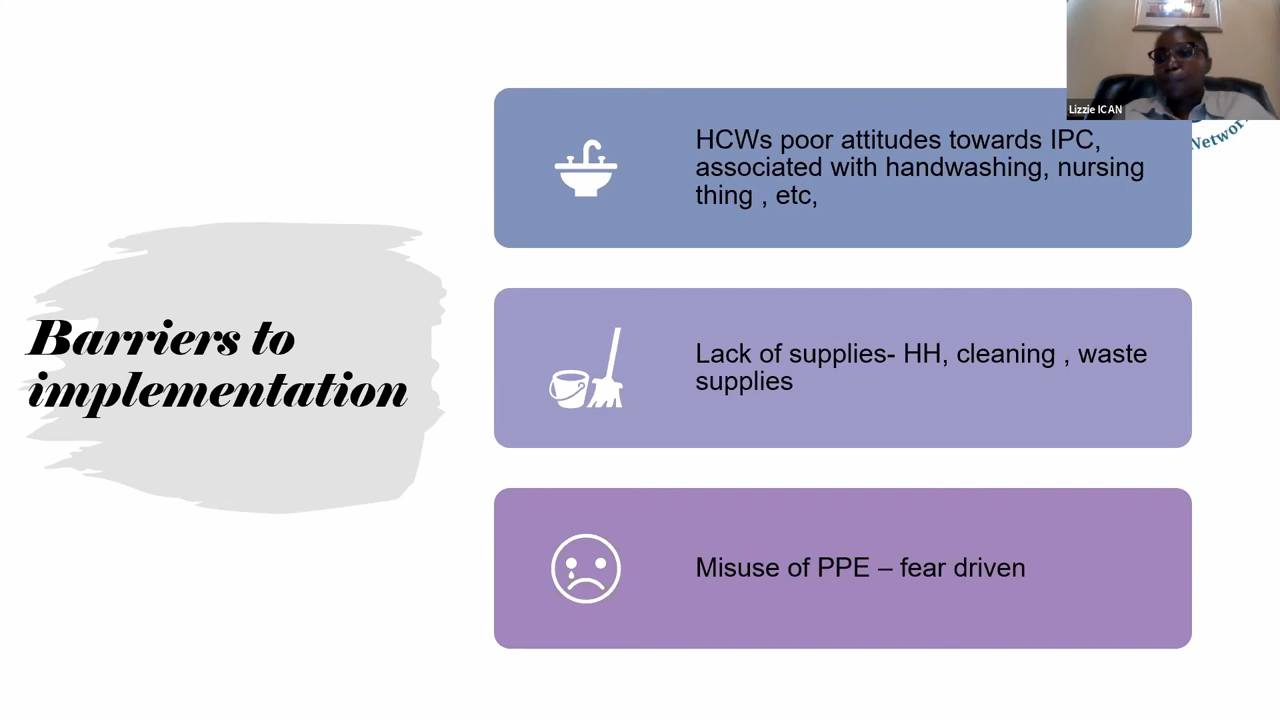 Lizzie ICAN
Network
HCWs poor attitudes towards IPC,
associated with handwashing, nursing
thing , etc,
Barriers to
implementation
Lack of supplies- HH, cleaning , waste
supplies
Misuse of PPE – fear driven